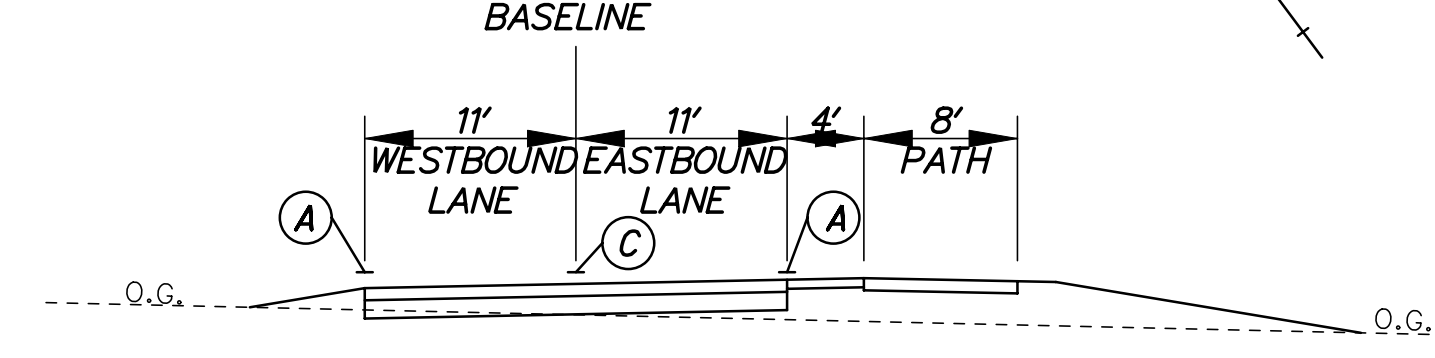 BASELINE
11' 11' 4' 8'
WESTBOUND EASTBOUND PATH
LANE LANE
A C A
O.G. O.G.